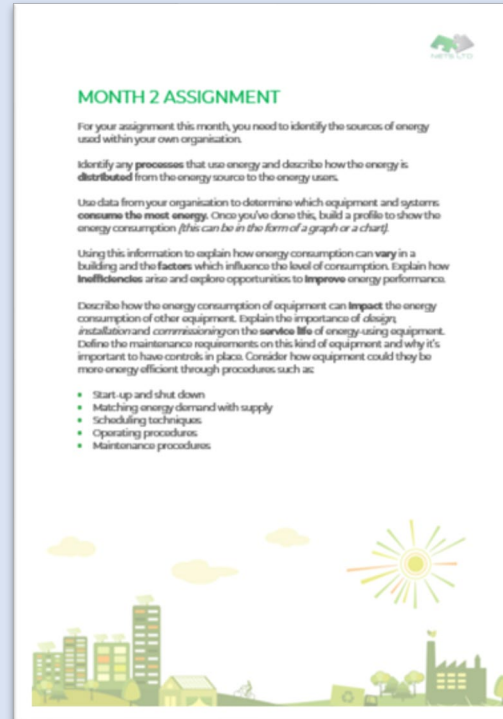 NETS LTD
MONTH 2 ASSIGNMENT
For your assignment this month, you need to identify the sources of energy
used within your own organisation.
Identify any processes that use energy and describe how the energy is
distributed from the energy source to the energy users.
Use data from your organisation to determine which equipment and systems
consume the most energy. Once you've done this, build a profile to show the
energy consumption (this can be in the form of a graph or a chart).
Using this information to explain how energy consumption can vary in a
building and the factors which influence the level of consumption. Explain how
inefficiencies arise and explore opportunities to improve energy performance.
Describe how the energy consumption of equipment can impact the energy
consumption of other equipment. Explain the importance of design,
installation and commissioning on the service life of energy-using equipment.
Define the maintenance requirements on this kind of equipment and why it's
important to have controls in place. Consider how equipment could they be
more energy efficient through procedures such as:
• Start-up and shut down
• Matching energy demand with supply
• Scheduling techniques
• Operating procedures
• Maintenance procedures